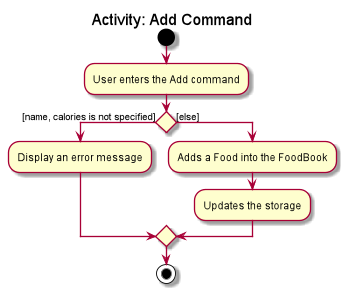 Activity: Add Command
User enters the Add command
[name, calories is not specified]
[else]
Display an error message
Adds a Food into the FoodBook
Updates the storage